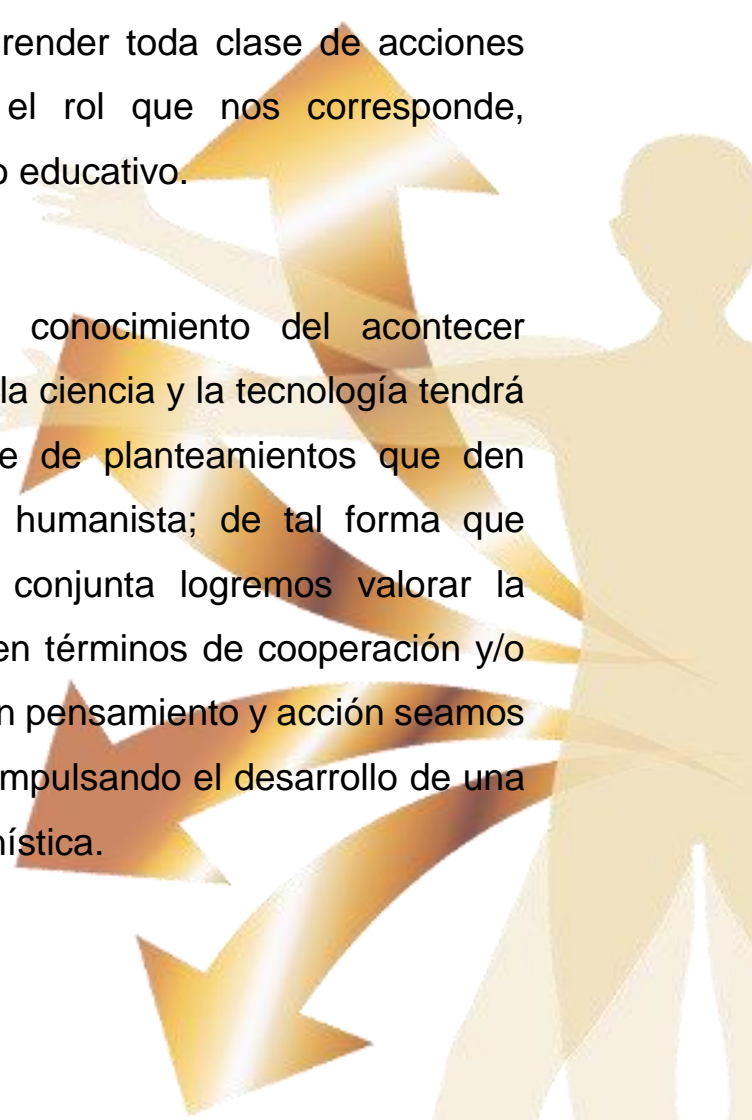 render toda clase de acciones
el rol que nos corresponde,
o educativo.
conocimiento del acontecer
la ciencia y la tecnología tendrá
e de planteamientos que den
humanista; de tal forma que
conjunta logremos valorar la
en términos de cooperación y/o
n pensamiento y acción seamos
mpulsando el desarrollo de una
ística.